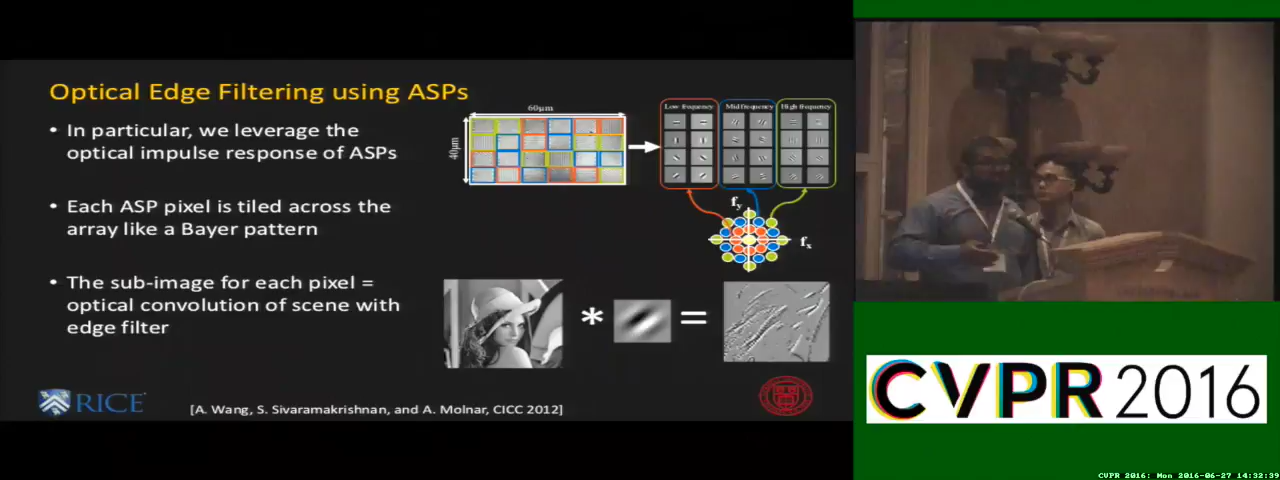 Optical Edge Filtering using ASPs
• In particular, we leverage the
optical impulse response of ASPs
• Each ASP pixel is tiled across the
array like a Bayer pattern
• The sub-image for each pixel =
optical convolution of scene with
edge filter
60μm
40μm
Low frequency
Mid frequency
High frequency
fy
fx
* =
RICE
[A. Wang, S. Sivaramakrishnan, and A. Molnar, CICC 2012]
CVPR 2016
CVPR 2016: Mon 2016-06-27 14:32:39